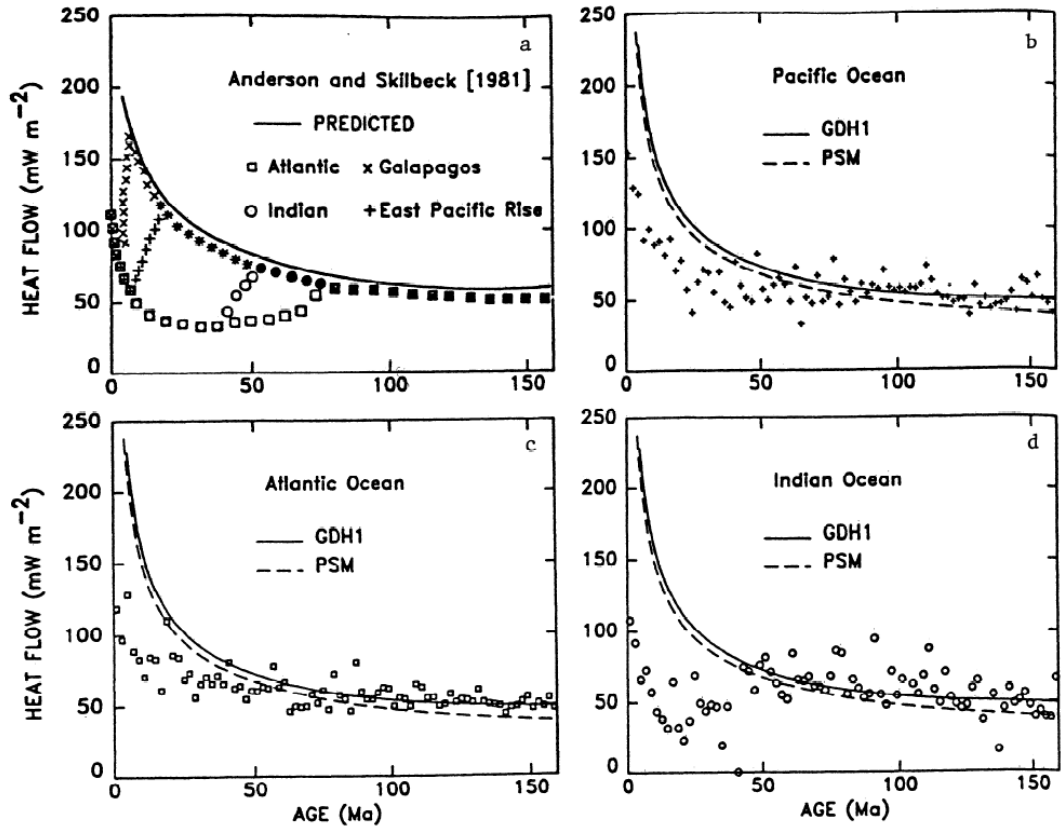 250
200
150
100
50
0
0
50
100
150
HEAT FLOW (mW m⁻²)
a
Anderson and Skilbeck [1981]
PREDICTED
Atlantic
Galapagos
Indian
East Pacific Rise
250
200
150
100
50
0
0
50
100
150
b
Pacific Ocean
GDH1
PSM
250
200
150
100
50
0
0
50
100
150
HEAT FLOW (mW m⁻²)
AGE (Ma)
c
Atlantic Ocean
GDH1
PSM
250
200
150
100
50
0
0
50
100
150
AGE (Ma)
d
Indian Ocean
GDH1
PSM